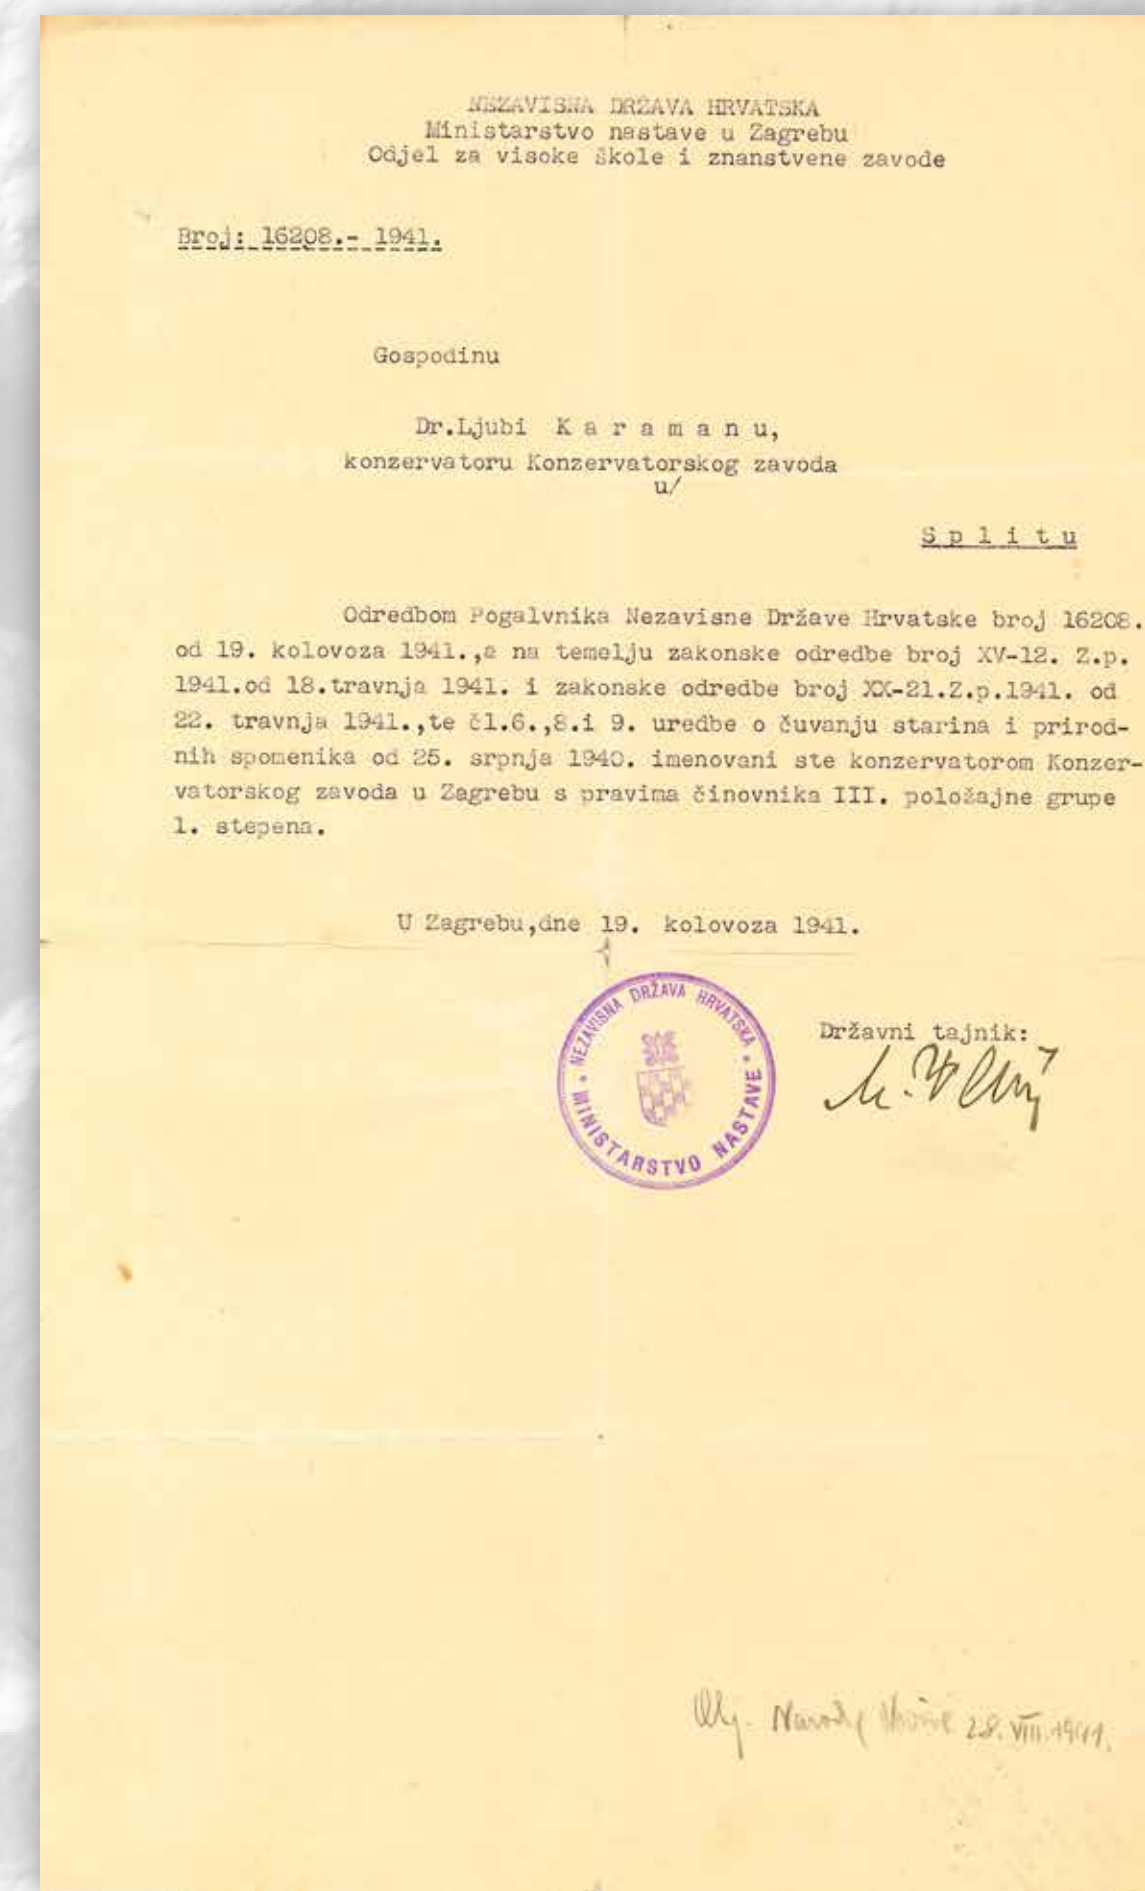 NEZAVISNA DRŽAVA HRVATSKA
Ministarstvo nastave u Zagrebu
Odjel za visoke škole i znanstvene zavode
Broj: 16208.- 1941.
Gospodinu
Dr.Ljubi K a r a m a n u,
konzervatoru Konzervatorskog zavoda
u/
S p l i t u
Odredbom Pogalvnika Nezavisne Države Hrvatske broj 16208.
od 19. kolovoza 1941.,a na temelju zakonske odredbe broj XV-12. Z.p.
1941.od 18.travnja 1941. i zakonske odredbe broj XX-21.Z.p.1941. od
22. travnja 1941.,te čl.6.,8.i 9. uredbe o čuvanju starina i prirod-
nih spomenika od 25. srpnja 1940. imenovani ste konzervatorom Konzer-
vatorskog zavoda u Zagrebu s pravima činovnika III. položajne grupe
1. stepena.
U Zagrebu,dne 19. kolovoza 1941.
NEZAVISNA DRŽAVA HRVATSKA
MINISTARSTVO NASTAVE
Državni tajnik:
28. VIII. 1941.